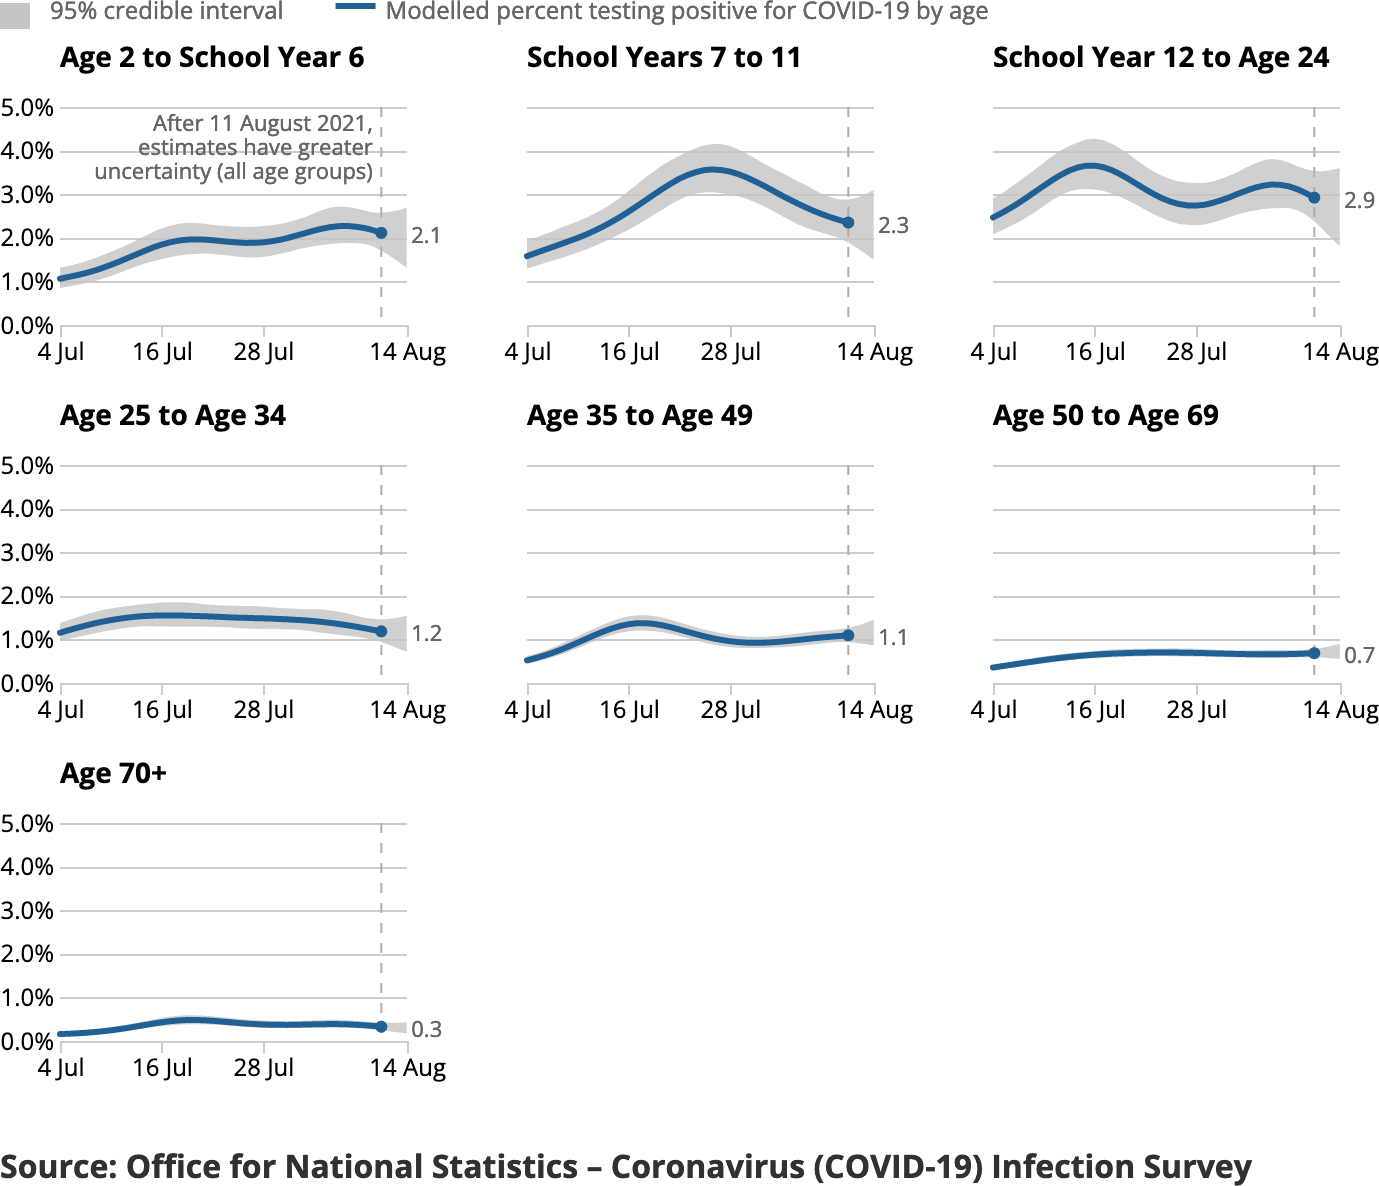 95% credible interval
Modelled percent testing positive for COVID-19 by age
Age 2 to School Year 6
School Years 7 to 11
School Year 12 to Age 24
5.0%
4.0%
3.0%
2.0%
1.0%
0.0%
After 11 August 2021,
estimates have greater
uncertainty (all age groups)
2.1
2.3
2.9
4 Jul 16 Jul 28 Jul 14 Aug
4 Jul 16 Jul 28 Jul 14 Aug
4 Jul 16 Jul 28 Jul 14 Aug
Age 25 to Age 34
Age 35 to Age 49
Age 50 to Age 69
5.0%
4.0%
3.0%
2.0%
1.0%
0.0%
1.2
1.1
0.7
4 Jul 16 Jul 28 Jul 14 Aug
4 Jul 16 Jul 28 Jul 14 Aug
4 Jul 16 Jul 28 Jul 14 Aug
Age 70+
5.0%
4.0%
3.0%
2.0%
1.0%
0.0%
0.3
4 Jul 16 Jul 28 Jul 14 Aug
Source: Office for National Statistics – Coronavirus (COVID-19) Infection Survey